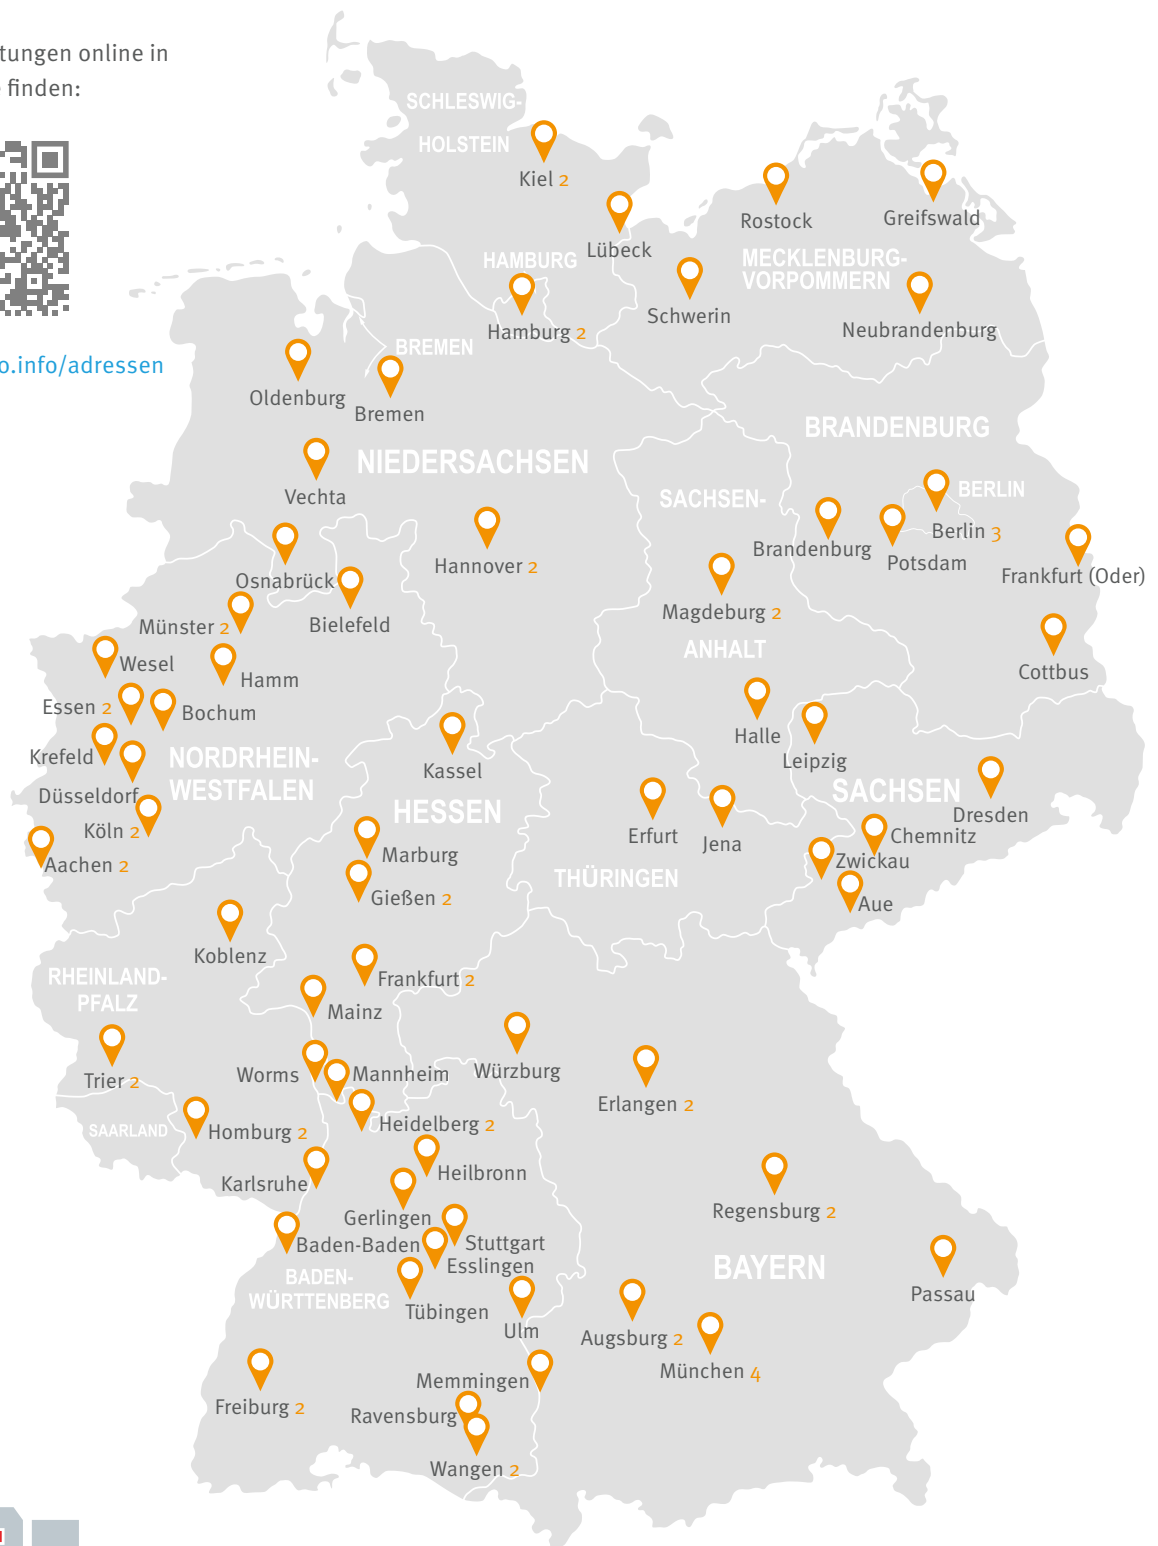 tungen online in
finden:
SCHLESWIG-
HOLSTEIN
Kiel 2
Rostock
Greifswald
Lübeck
HAMBURG
MECKLENBURG-
VORPOMMERN
Schwerin
Hamburg 2
Neubrandenburg
BREMEN
o.info/adressen
Oldenburg
Bremen
BRANDENBURG
NIEDERSACHSEN
Vechta
SACHSEN-
BERLIN
Berlin 3
Brandenburg
Potsdam
Hannover 2
Frankfurt (Oder)
Osnabrück
Magdeburg 2
Münster 2
Bielefeld
ANHALT
Wesel
Cottbus
Hamm
Essen 2
Bochum
Halle
Krefeld
NORDRHEIN-
WESTFALEN
Kassel
Leipzig
SACHSEN
Düsseldorf
HESSEN
Dresden
Köln 2
Erfurt
Jena
Chemnitz
Marburg
Zwickau
Aachen 2
THÜRINGEN
Gießen 2
Aue
Koblenz
RHEINLAND-
PFALZ
Frankfurt 2
Mainz
Trier 2
Worms
Mannheim
Würzburg
Erlangen 2
SAARLAND
Homburg 2
Heidelberg 2
Heilbronn
Karlsruhe
Gerlingen
Regensburg 2
Baden-Baden
Stuttgart
Esslingen
BAYERN
BADEN-
WÜRTTENBERG
Passau
Tübingen
Ulm
Augsburg 2
München 4
Memmingen
Freiburg 2
Ravensburg
Wangen 2